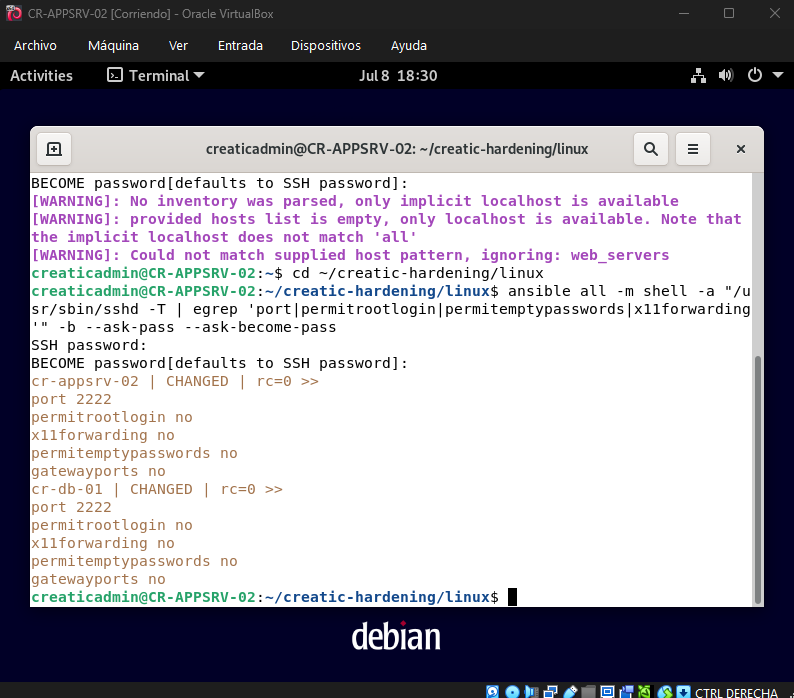 CR-APPSRV-02 [Corriendo] - Oracle VirtualBox
Archivo Máquina Ver Entrada Dispositivos Ayuda
Activities Terminal Jul 8 18:30
creaticadmin@CR-APPSRV-02: ~/creatic-hardening/linux
BECOME password[defaults to SSH password]:
[WARNING]: No inventory was parsed, only implicit localhost is available
[WARNING]: provided hosts list is empty, only localhost is available. Note that
the implicit localhost does not match 'all'
[WARNING]: Could not match supplied host pattern, ignoring: web_servers
creaticadmin@CR-APPSRV-02:~$ cd ~/creatic-hardening/linux
creaticadmin@CR-APPSRV-02:~/creatic-hardening/linux$ ansible all -m shell -a "/u
sr/sbin/sshd -T | egrep 'port|permitrootlogin|permitemptypasswords|x11forwarding
'" -b --ask-pass --ask-become-pass
SSH password:
BECOME password[defaults to SSH password]:
cr-appsrv-02 | CHANGED | rc=0 >>
port 2222
permitrootlogin no
x11forwarding no
permitemptypasswords no
gatewayports no
cr-db-01 | CHANGED | rc=0 >>
port 2222
permitrootlogin no
x11forwarding no
permitemptypasswords no
gatewayports no
creaticadmin@CR-APPSRV-02:~/creatic-hardening/linux$
debian
CTRL DERECHA